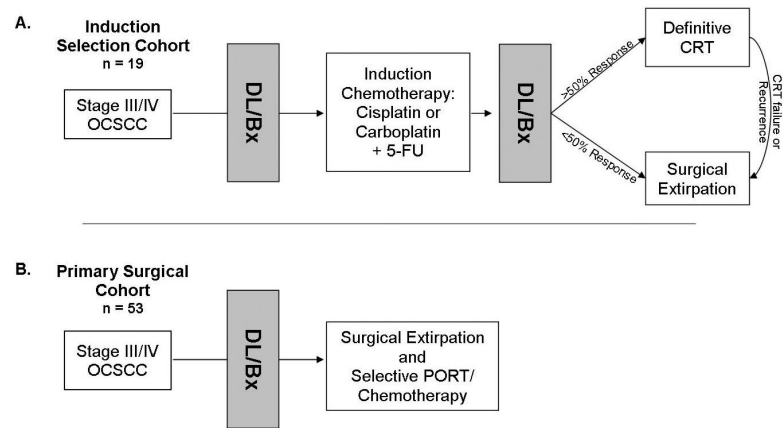 A.
Induction
Selection Cohort
n = 19
Stage III/IV
OCSCC
DL/Bx
Induction
Chemotherapy:
Cisplatin or
Carboplatin
+ 5-FU
DL/Bx
>50% Response
<50% Response
Definitive
CRT
CRT failure or
Recurrence
Surgical
Extirpation
B.
Primary Surgical
Cohort
n = 53
Stage III/IV
OCSCC
DL/Bx
Surgical Extirpation
and
Selective PORT/
Chemotherapy